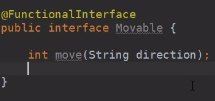 @FunctionalInterface
public interface Movable {
int move(String direction);
}